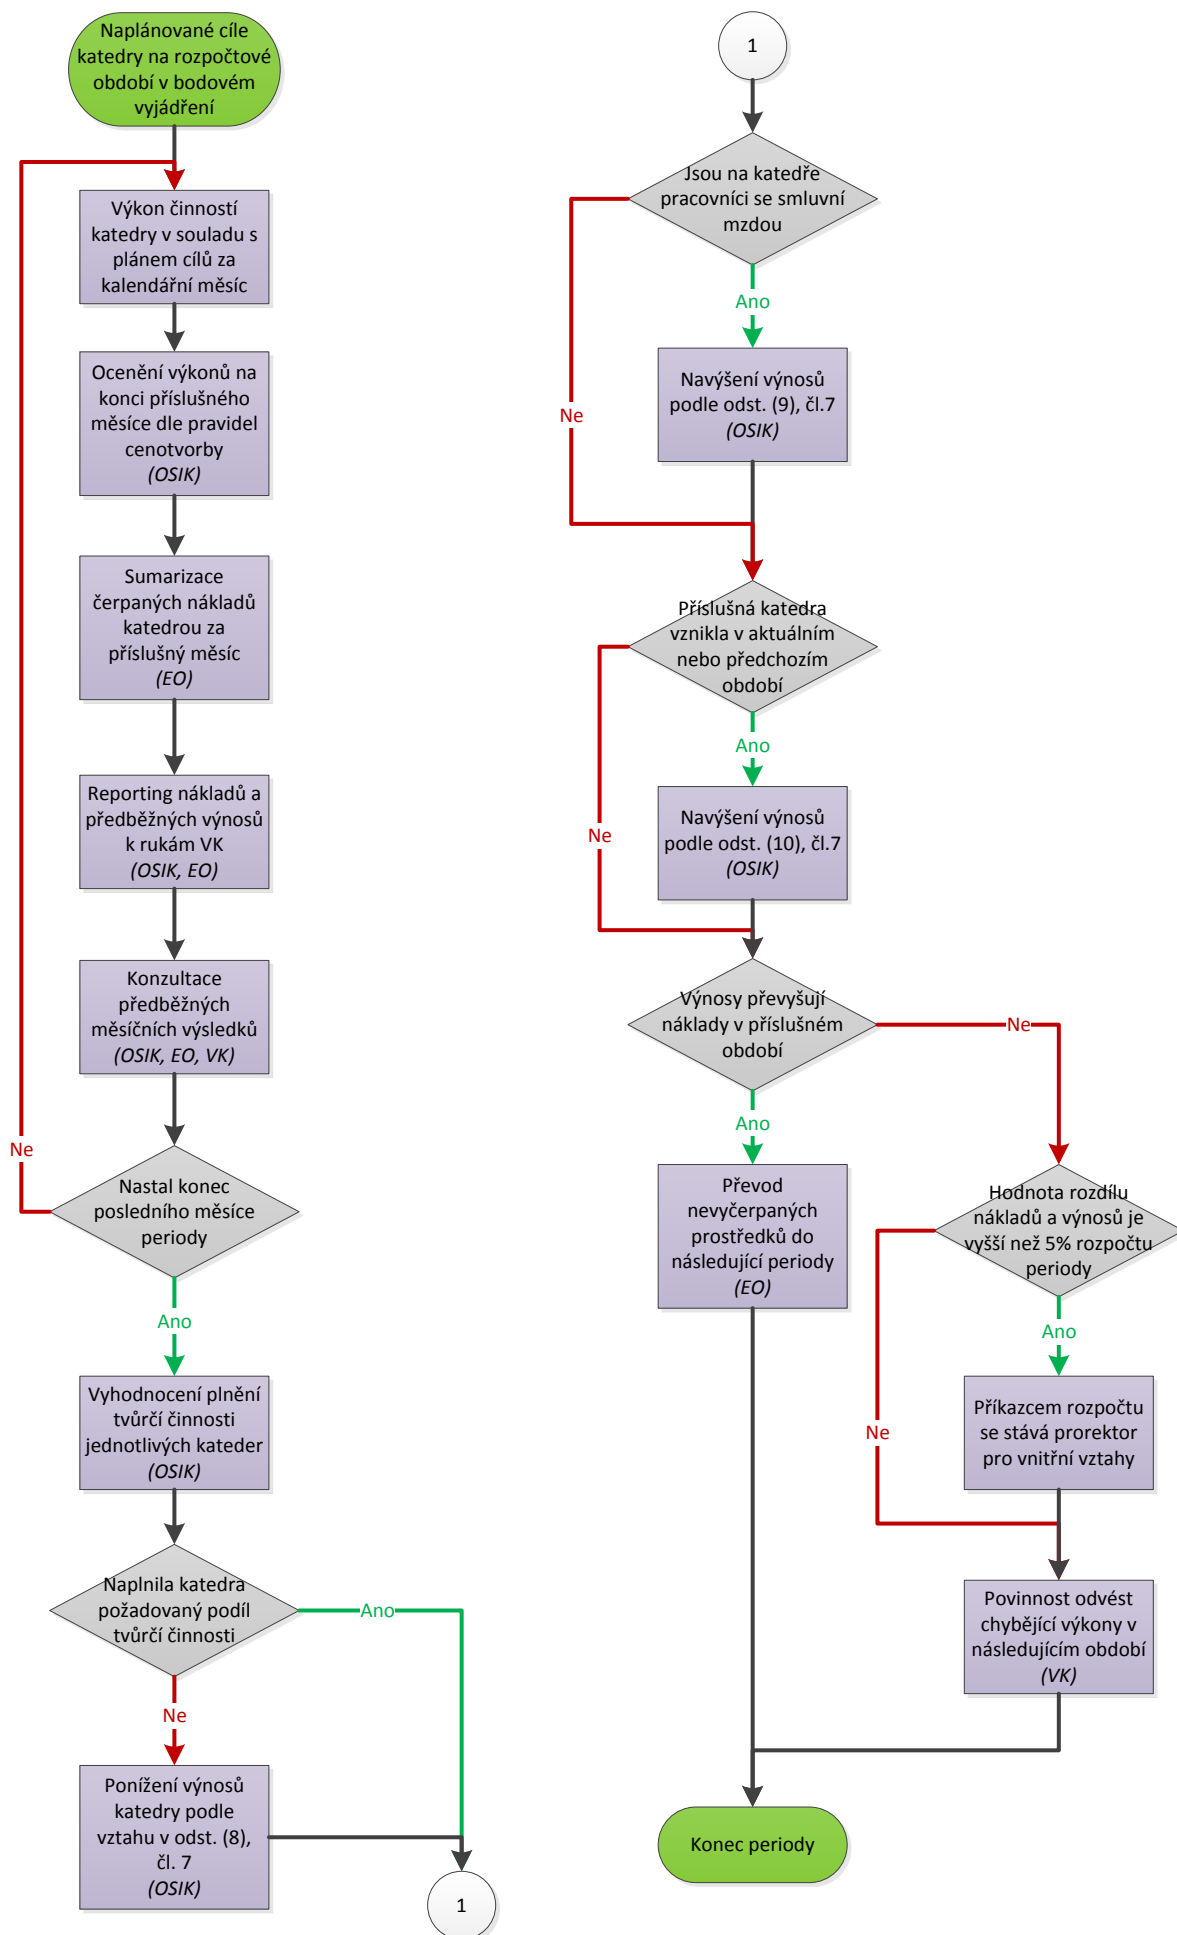 Naplánované cíle
katedry na rozpočtové
období v bodovém
vyjádření
Výkon činností
katedry v souladu s
plánem cílů za
kalendářní měsíc
Ocenění výkonů na
konci příslušného
měsíce dle pravidel
cenotvorby
(OSIK)
Sumarizace
čerpaných nákladů
katedrou za
příslušný měsíc
(EO)
Reporting nákladů a
předběžných výnosů
k rukám VK
(OSIK, EO)
Konzultace
předběžných
měsíčních výsledků
(OSIK, EO, VK)
Ne
Nastal konec
posledního měsíce
periody
Ano
Vyhodnocení plnění
tvůrčí činnosti
jednotlivých kateder
(OSIK)
Naplnila katedra
požadovaný podíl
tvůrčí činnosti
Ano
Ne
Ponížení výnosů
katedry podle
vztahu v odst. (8),
čl. 7
(OSIK)
1
1
Jsou na katedře
pracovníci se smluvní
mzdou
Ano
Ne
Navýšení výnosů
podle odst. (9), čl.7
(OSIK)
Příslušná katedra
vznikla v aktuálním
nebo předchozím
období
Ano
Ne
Navýšení výnosů
podle odst. (10), čl.7
(OSIK)
Výnosy převyšují
náklady v příslušném
období
Ne
Ano
Převod
nevyčerpaných
prostředků do
následující periody
(EO)
Hodnota rozdílu
nákladů a výnosů je
vyšší než 5% rozpočtu
periody
Ano
Ne
Příkazcem rozpočtu
se stává prorektor
pro vnitřní vztahy
Povinnost odvést
chybějící výkony v
následujícím období
(VK)
Konec periody